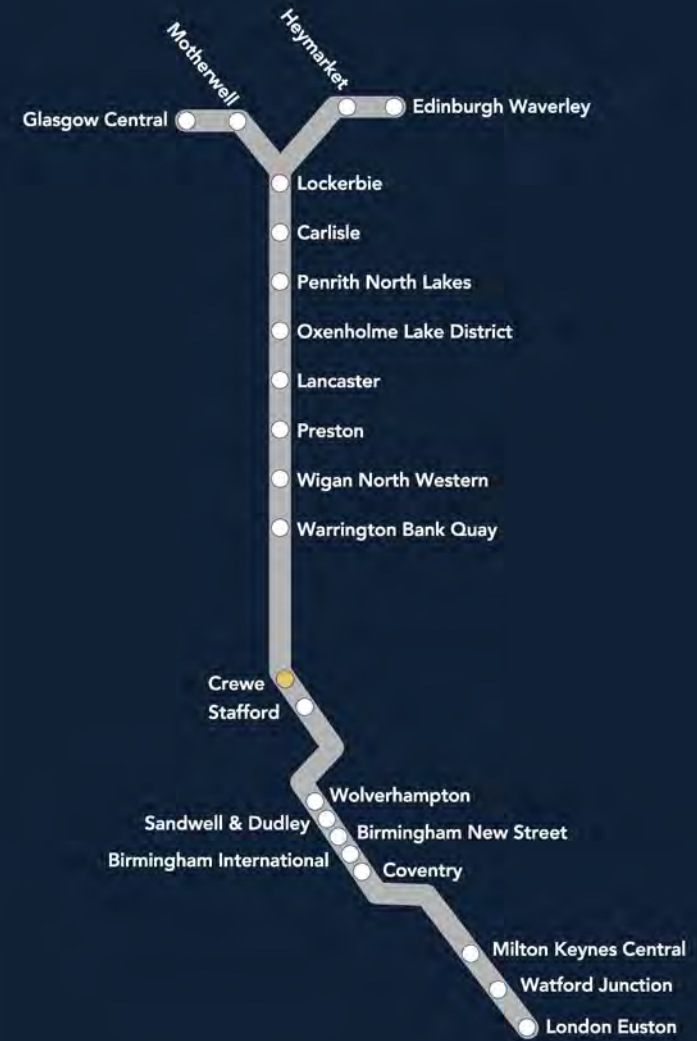 Motherwell
Heymarket
Glasgow Central
Edinburgh Waverley
Lockerbie
Carlisle
Penrith North Lakes
Oxenholme Lake District
Lancaster
Preston
Wigan North Western
Warrington Bank Quay
Crewe
Stafford
Wolverhampton
Sandwell & Dudley
Birmingham New Street
Birmingham International
Coventry
Milton Keynes Central
Watford Junction
London Euston